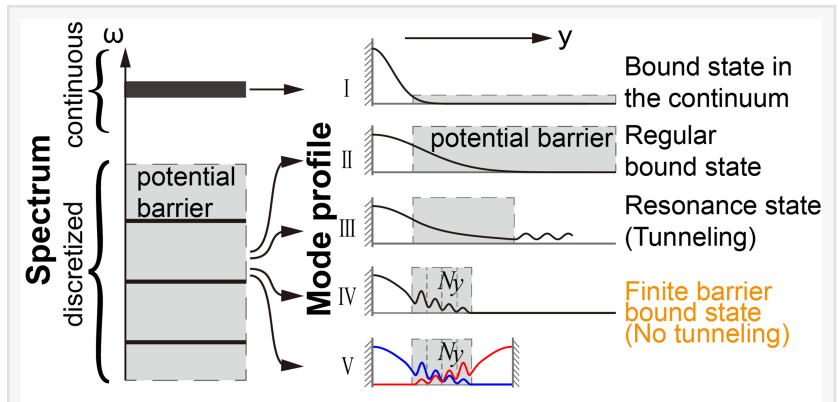 ω
y
continuous
I
Bound state in
the continuum
Spectrum
discretized
potential
barrier
Mode profile
II
potential barrier
Regular
bound state
III
Resonance state
(Tunneling)
IV
Ny
Finite barrier
bound state
(No tunneling)
V
Ny